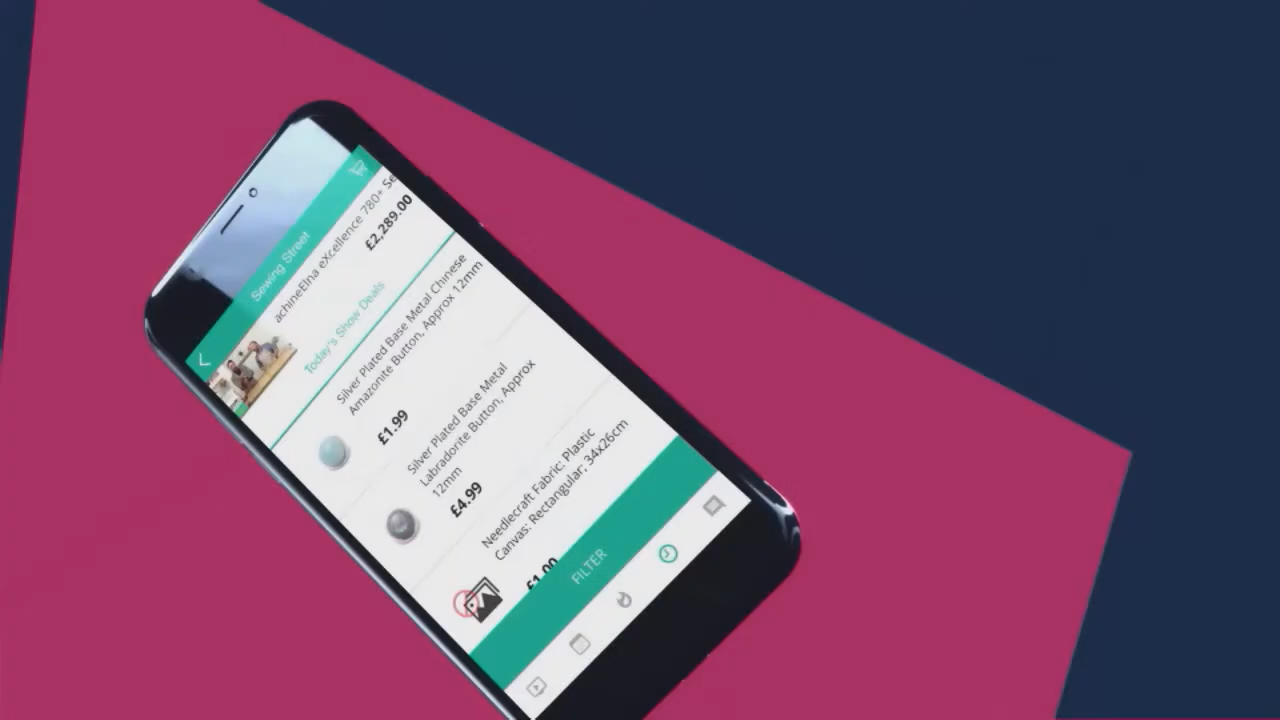 Sewing Street
achineElna eXcellence 780+ Se
£2,289.00
Today's Show Deals
Silver Plated Base Metal Chinese
Amazonite Button, Approx 12mm
£1.99
Silver Plated Base Metal
Labradorite Button, Approx
12mm
£4.99
Needlecraft Fabric: Plastic
Canvas: Rectangular; 34x26cm
£1.00
FILTER